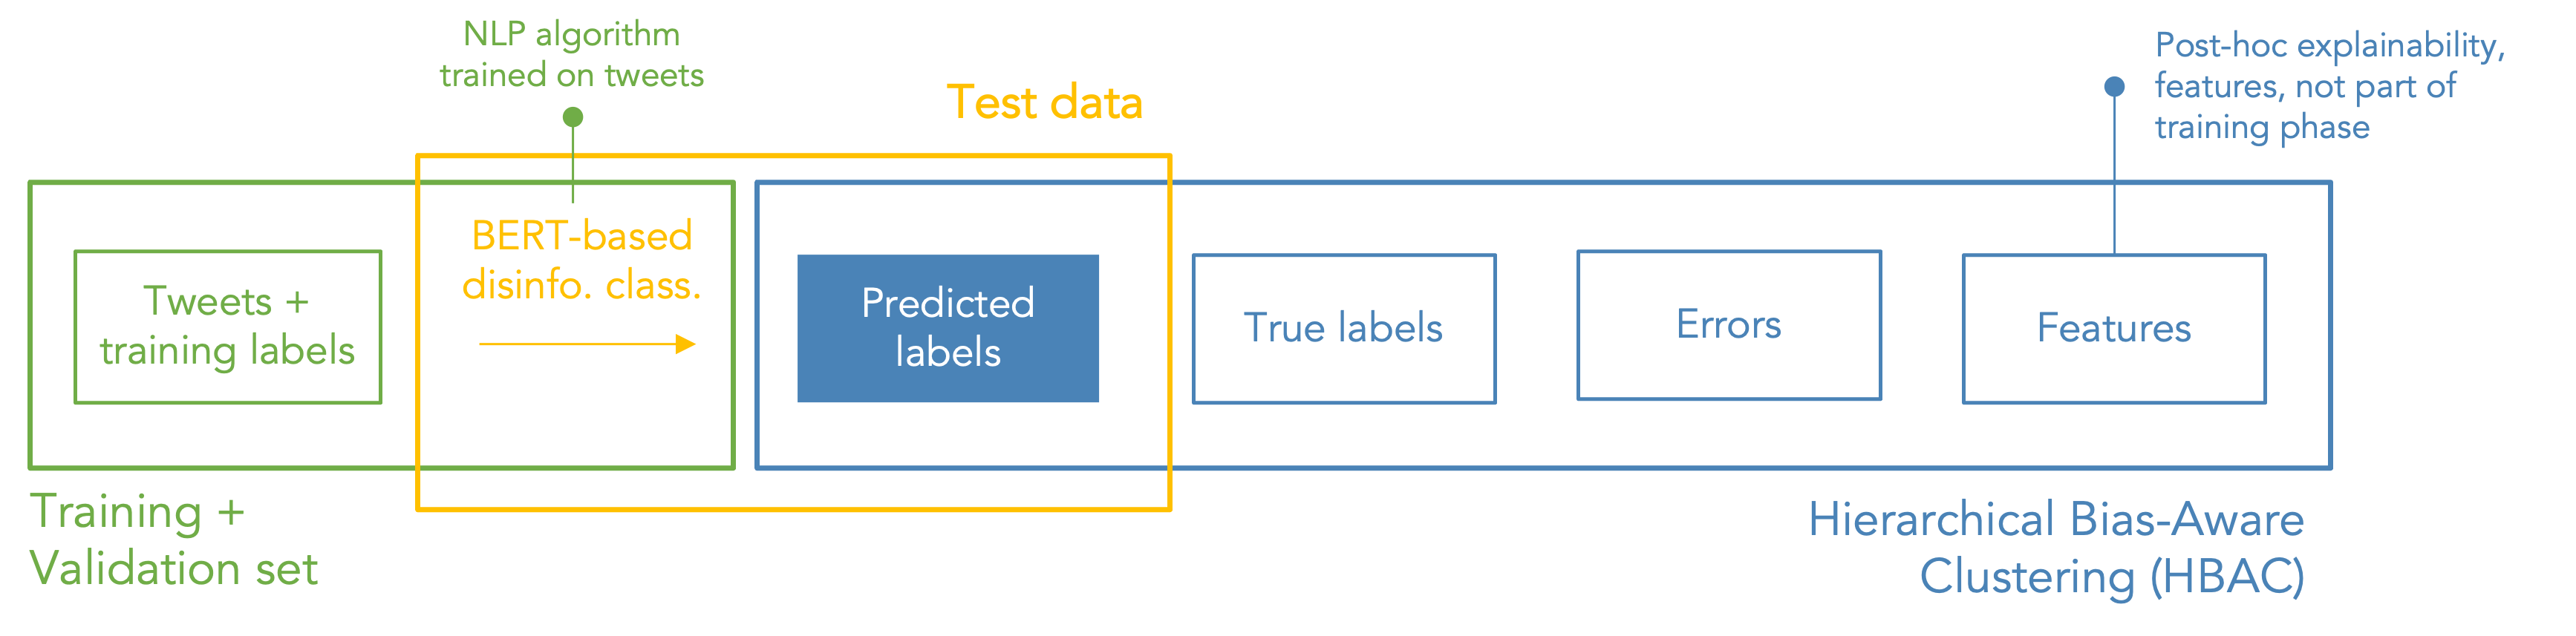 NLP algorithm
trained on tweets
Test data
Post-hoc explainability,
features, not part of
training phase
Tweets +
training labels
BERT-based
disinfo. class.
Predicted
labels
True labels
Errors
Features
Training +
Validation set
Hierarchical Bias-Aware
Clustering (HBAC)